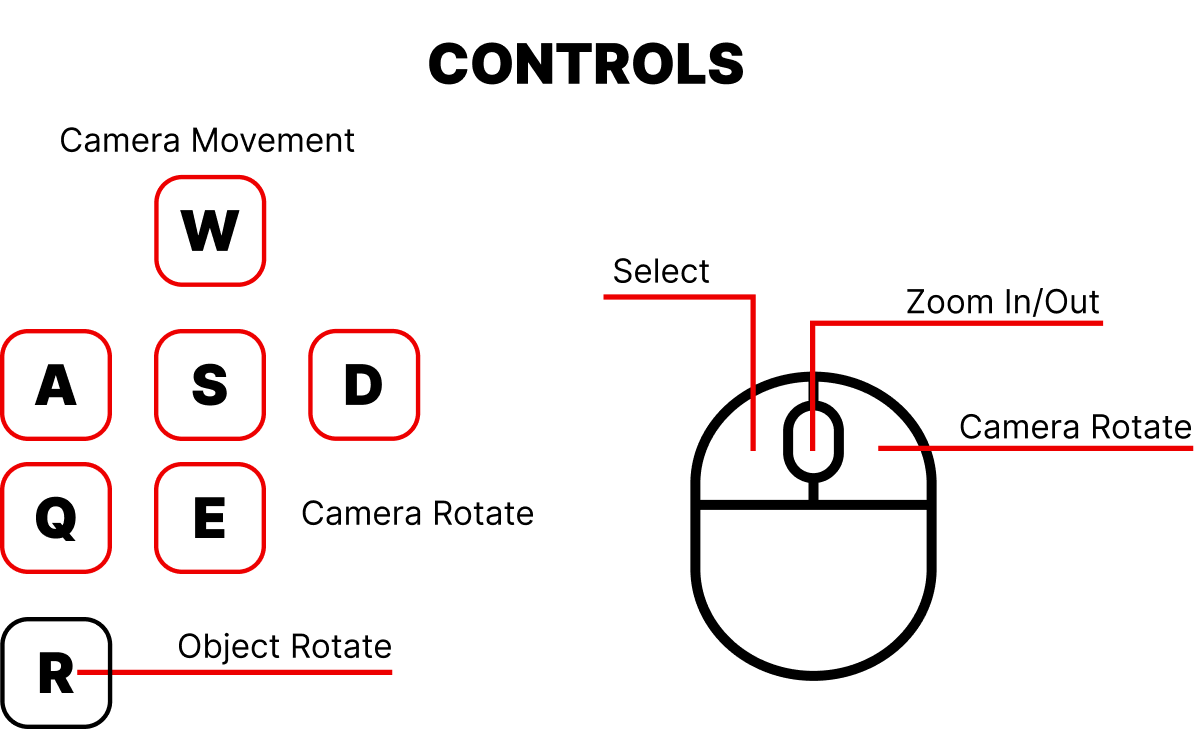 CONTROLS
Camera Movement
W
A S D
Q E Camera Rotate
R Object Rotate
Select
Zoom In/Out
Camera Rotate